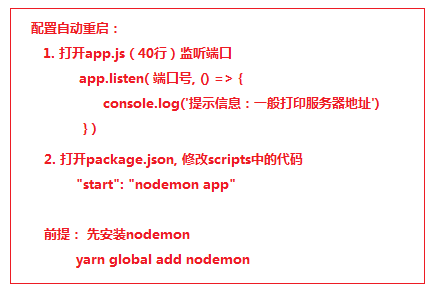 配置自动重启：
1. 打开app.js（40行）监听端口
app.listen( 端口号, () => {
console.log('提示信息：一般打印服务器地址')
} )
2. 打开package.json, 修改scripts中的代码
"start": "nodemon app"
前提： 先安装nodemon
yarn global add nodemon